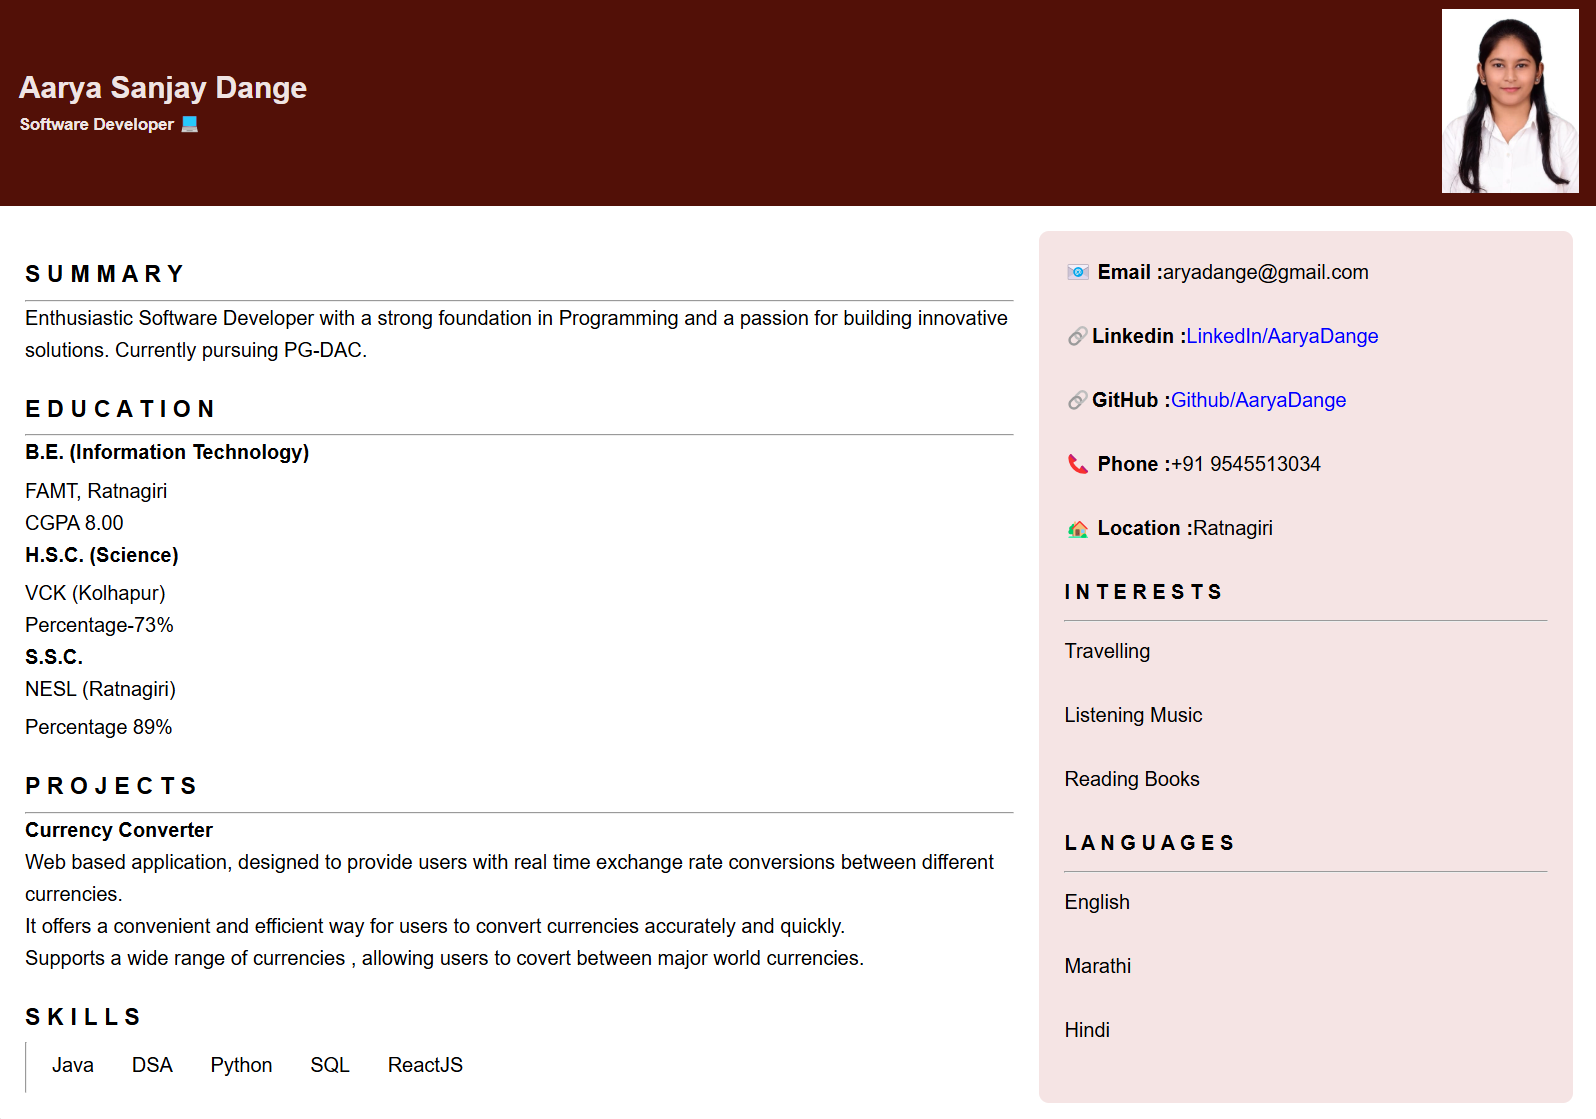 Aarya Sanjay Dange
Software Developer 💻
SUMMARY
Enthusiastic Software Developer with a strong foundation in Programming and a passion for building innovative
solutions. Currently pursuing PG-DAC.
EDUCATION
B.E. (Information Technology)
FAMT, Ratnagiri
CGPA 8.00
H.S.C. (Science)
VCK (Kolhapur)
Percentage-73%
S.S.C.
NESL (Ratnagiri)
Percentage 89%
PROJECTS
Currency Converter
Web based application, designed to provide users with real time exchange rate conversions between different
currencies.
It offers a convenient and efficient way for users to convert currencies accurately and quickly.
Supports a wide range of currencies , allowing users to covert between major world currencies.
SKILLS
Java DSA Python SQL ReactJS
📧 Email :aryadange@gmail.com
🔗Linkedin :LinkedIn/AaryaDange
🔗GitHub :Github/AaryaDange
📞 Phone :+91 9545513034
🏡 Location :Ratnagiri
INTERESTS
Travelling
Listening Music
Reading Books
LANGUAGES
English
Marathi
Hindi